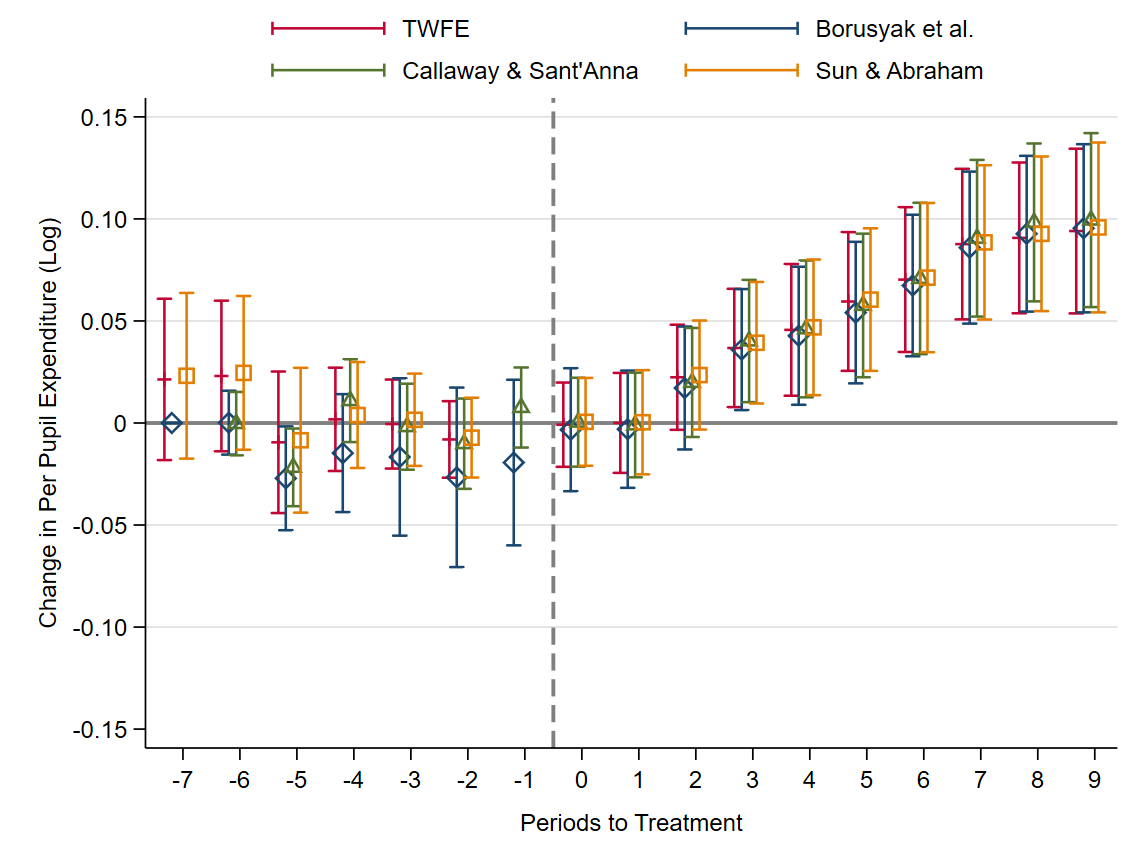 TWFE Borusyak et al.
Callaway & Sant'Anna Sun & Abraham
0.15
0.10
0.05
0
-0.05
-0.10
-0.15
Change in Per Pupil Expenditure (Log)
-7 -6 -5 -4 -3 -2 -1 0 1 2 3 4 5 6 7 8 9
Periods to Treatment